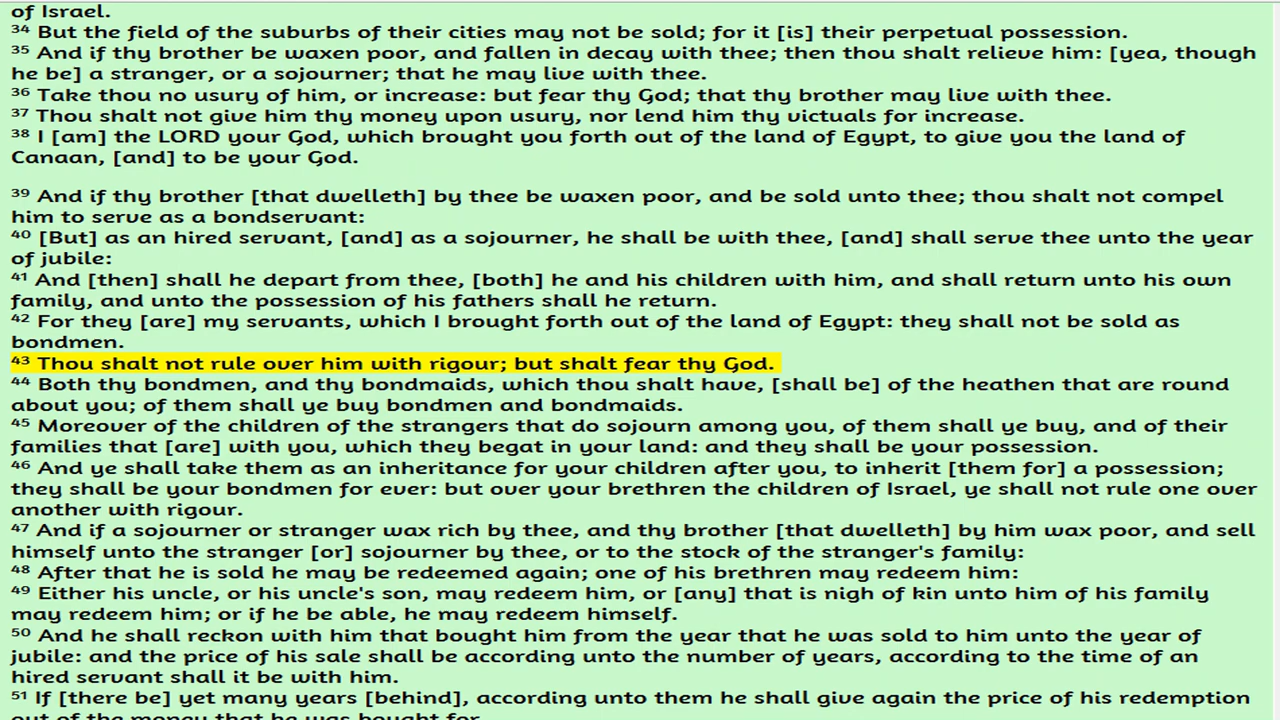 of Israel.
³⁴ But the field of the suburbs of their cities may not be sold; for it [is] their perpetual possession.
³⁵ And if thy brother be waxen poor, and fallen in decay with thee; then thou shalt relieve him: [yea, though
he be] a stranger, or a sojourner; that he may live with thee.
³⁶ Take thou no usury of him, or increase: but fear thy God; that thy brother may live with thee.
³⁷ Thou shalt not give him thy money upon usury, nor lend him thy victuals for increase.
³⁸ I [am] the LORD your God, which brought you forth out of the land of Egypt, to give you the land of
Canaan, [and] to be your God.
³⁹ And if thy brother [that dwelleth] by thee be waxen poor, and be sold unto thee; thou shalt not compel
him to serve as a bondservant:
⁴⁰ [But] as an hired servant, [and] as a sojourner, he shall be with thee, [and] shall serve thee unto the year
of jubile:
⁴¹ And [then] shall he depart from thee, [both] he and his children with him, and shall return unto his own
family, and unto the possession of his fathers shall he return.
⁴² For they [are] my servants, which I brought forth out of the land of Egypt: they shall not be sold as
bondmen.
⁴³ Thou shalt not rule over him with rigour; but shalt fear thy God.
⁴⁴ Both thy bondmen, and thy bondmaids, which thou shalt have, [shall be] of the heathen that are round
about you; of them shall ye buy bondmen and bondmaids.
⁴⁵ Moreover of the children of the strangers that do sojourn among you, of them shall ye buy, and of their
families that [are] with you, which they begat in your land: and they shall be your possession.
⁴⁶ And ye shall take them as an inheritance for your children after you, to inherit [them for] a possession;
they shall be your bondmen for ever: but over your brethren the children of Israel, ye shall not rule one over
another with rigour.
⁴⁷ And if a sojourner or stranger wax rich by thee, and thy brother [that dwelleth] by him wax poor, and sell
himself unto the stranger [or] sojourner by thee, or to the stock of the stranger's family:
⁴⁸ After that he is sold he may be redeemed again; one of his brethren may redeem him:
⁴⁹ Either his uncle, or his uncle's son, may redeem him, or [any] that is nigh of kin unto him of his family
may redeem him; or if he be able, he may redeem himself.
⁵⁰ And he shall reckon with him that bought him from the year that he was sold to him unto the year of
jubile: and the price of his sale shall be according unto the number of years, according to the time of an
hired servant shall it be with him.
⁵¹ If [there be] yet many years [behind], according unto them he shall give again the price of his redemption
out of the money that he was bought for.